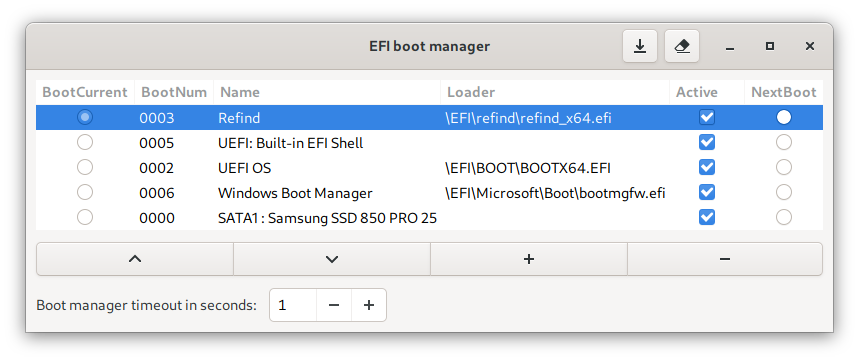 EFI boot manager
BootCurrent BootNum Name Loader Active NextBoot
0003 Refind \EFI\refind\refind_x64.efi
0005 UEFI: Built-in EFI Shell
0002 UEFI OS \EFI\BOOT\BOOTX64.EFI
0006 Windows Boot Manager \EFI\Microsoft\Boot\bootmgfw.efi
0000 SATA1 : Samsung SSD 850 PRO 25
Boot manager timeout in seconds: 1